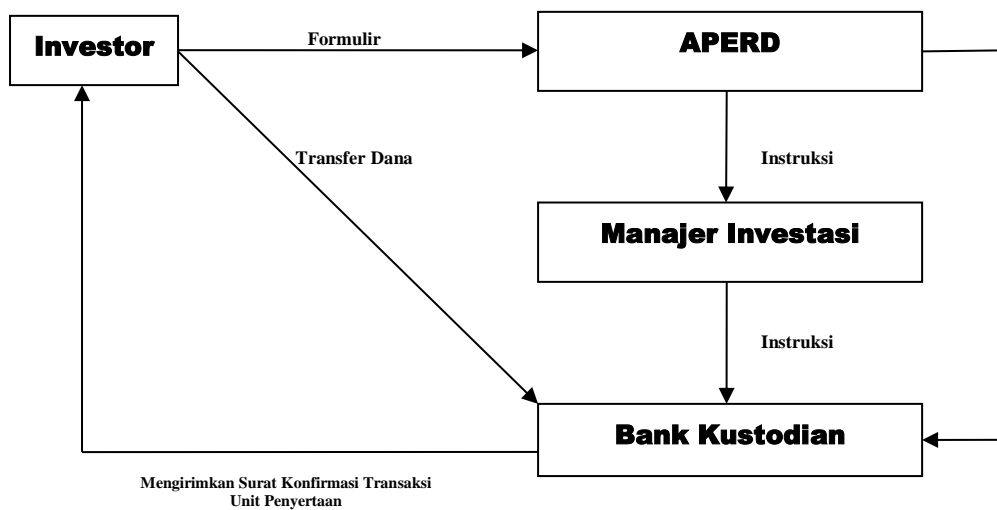 Investor
Formulir
APERD
Transfer Dana
Instruksi
Manajer Investasi
Instruksi
Bank Kustodian
Mengirimkan Surat Konfirmasi Transaksi
Unit Penyertaan